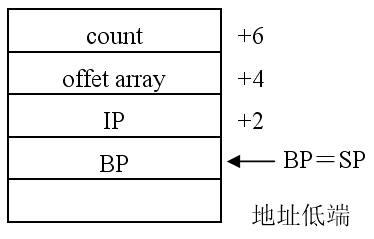 count +6
offet array +4
IP +2
BP BP＝SP
地址低端